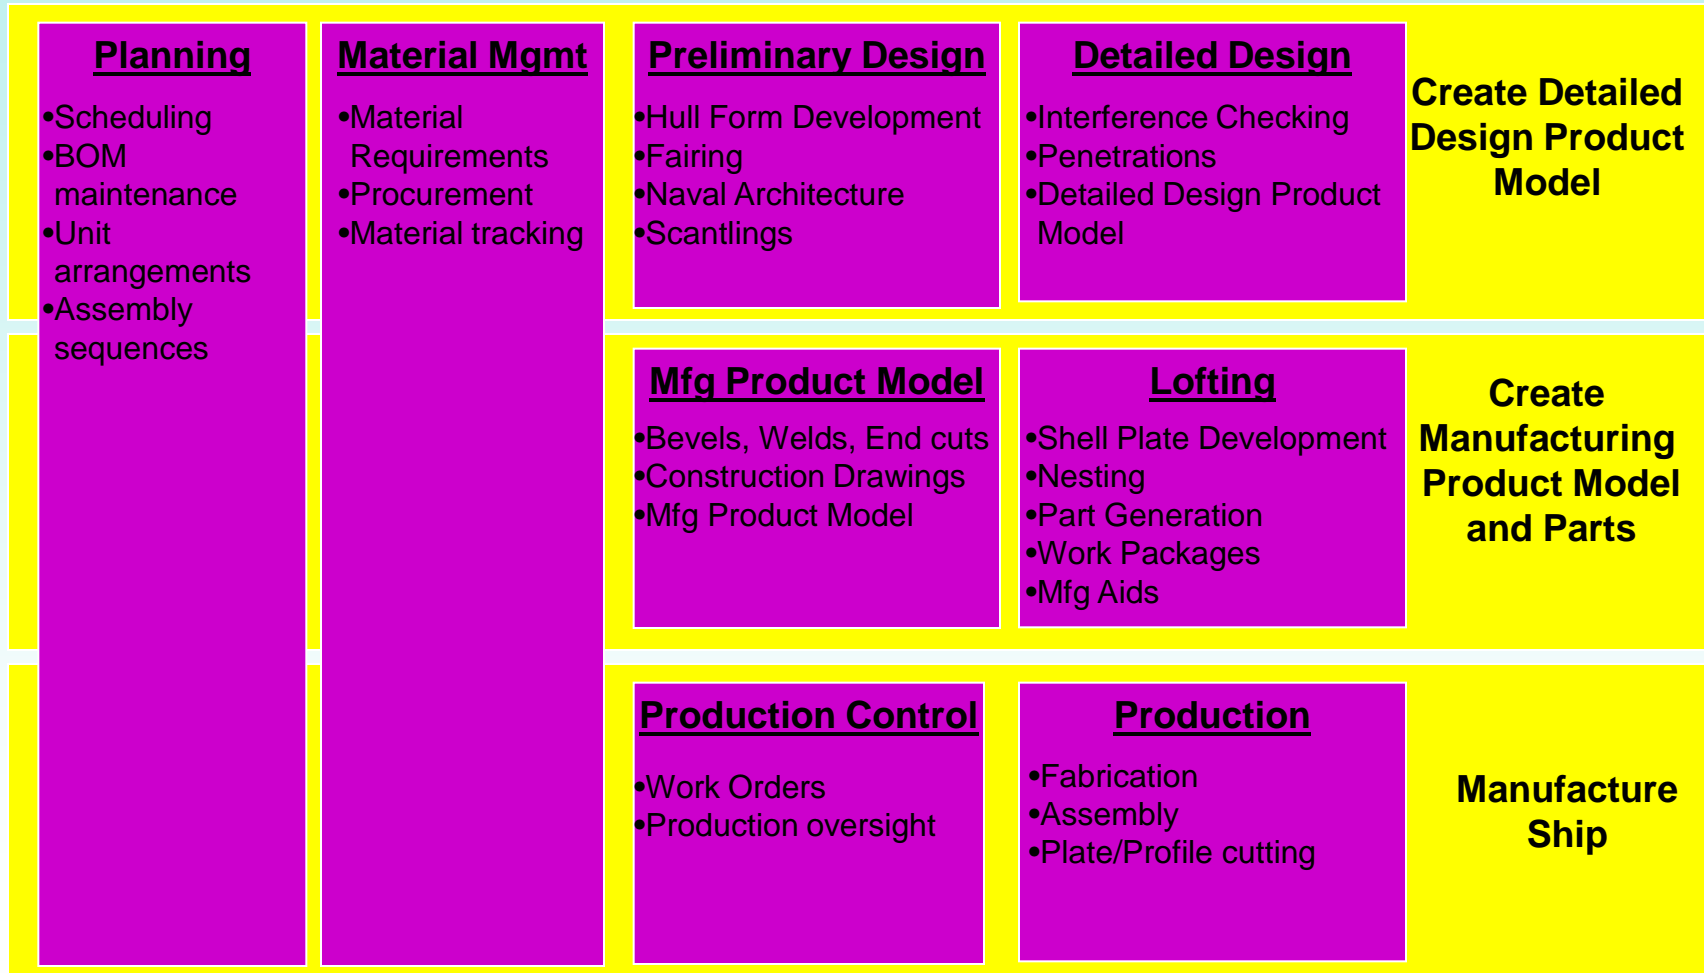 Planning
•Scheduling
•BOM
maintenance
•Unit
arrangements
•Assembly
sequences
Material Mgmt
•Material
Requirements
•Procurement
•Material tracking
Preliminary Design
•Hull Form Development
•Fairing
•Naval Architecture
•Scantlings
Detailed Design
•Interference Checking
•Penetrations
•Detailed Design Product
Model
Create Detailed
Design Product
Model
Mfg Product Model
•Bevels, Welds, End cuts
•Construction Drawings
•Mfg Product Model
Lofting
•Shell Plate Development
•Nesting
•Part Generation
•Work Packages
•Mfg Aids
Create
Manufacturing
Product Model
and Parts
Production Control
•Work Orders
•Production oversight
Production
•Fabrication
•Assembly
•Plate/Profile cutting
Manufacture
Ship